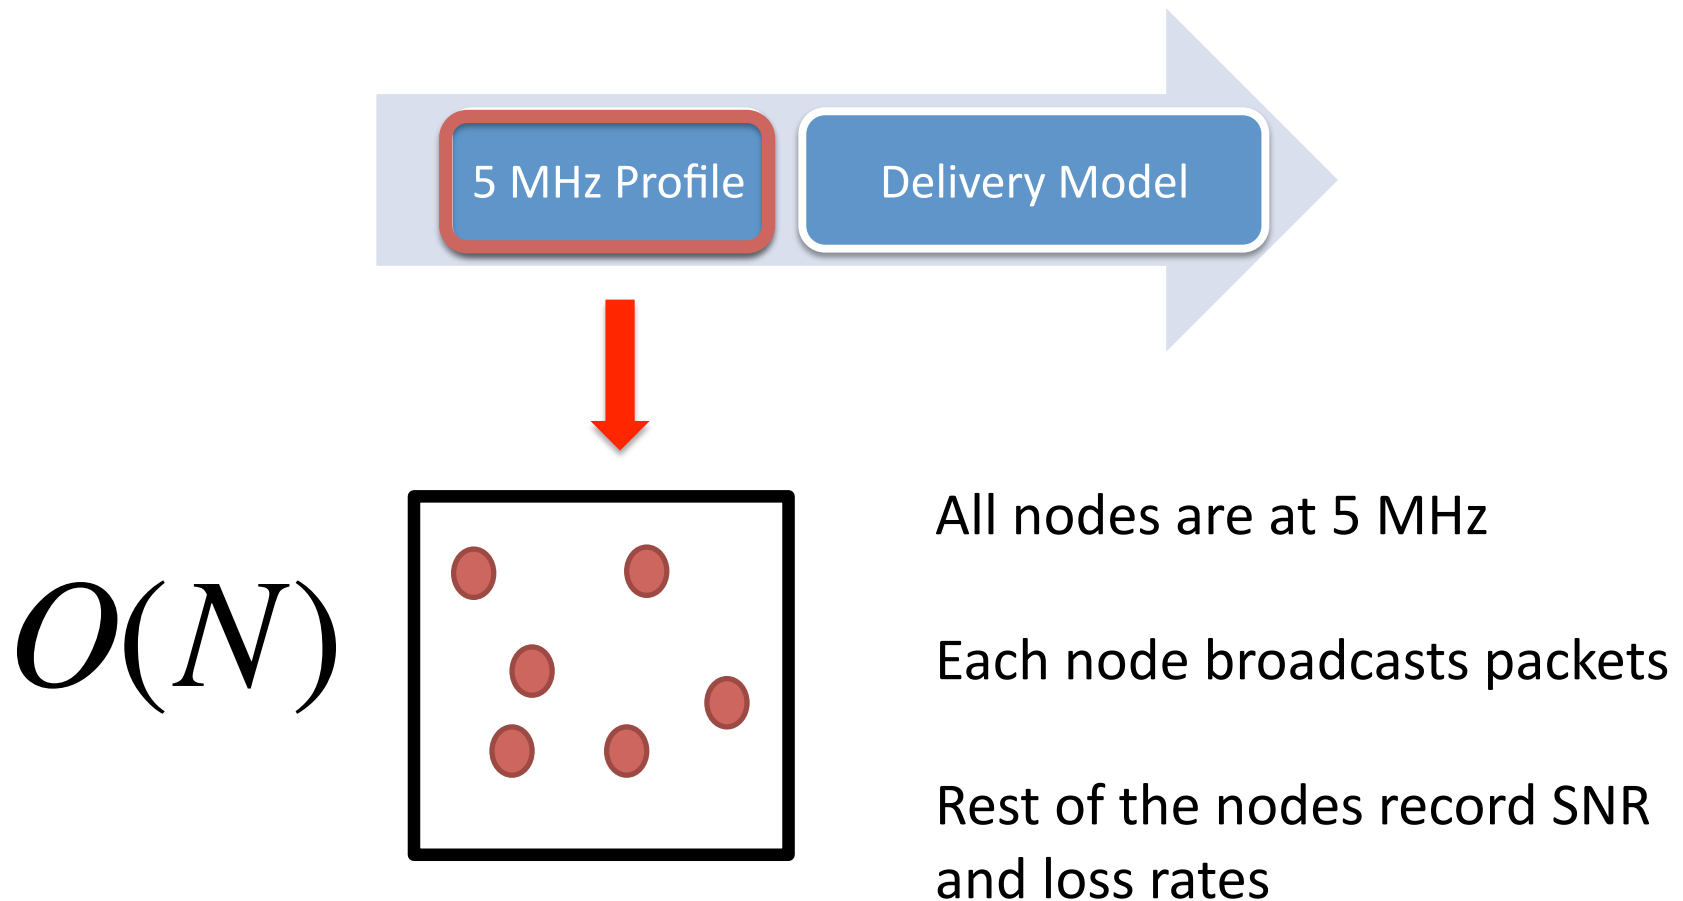 5 MHz Profile
Delivery Model
O(N)
All nodes are at 5 MHz
Each node broadcasts packets
Rest of the nodes record SNR
and loss rates